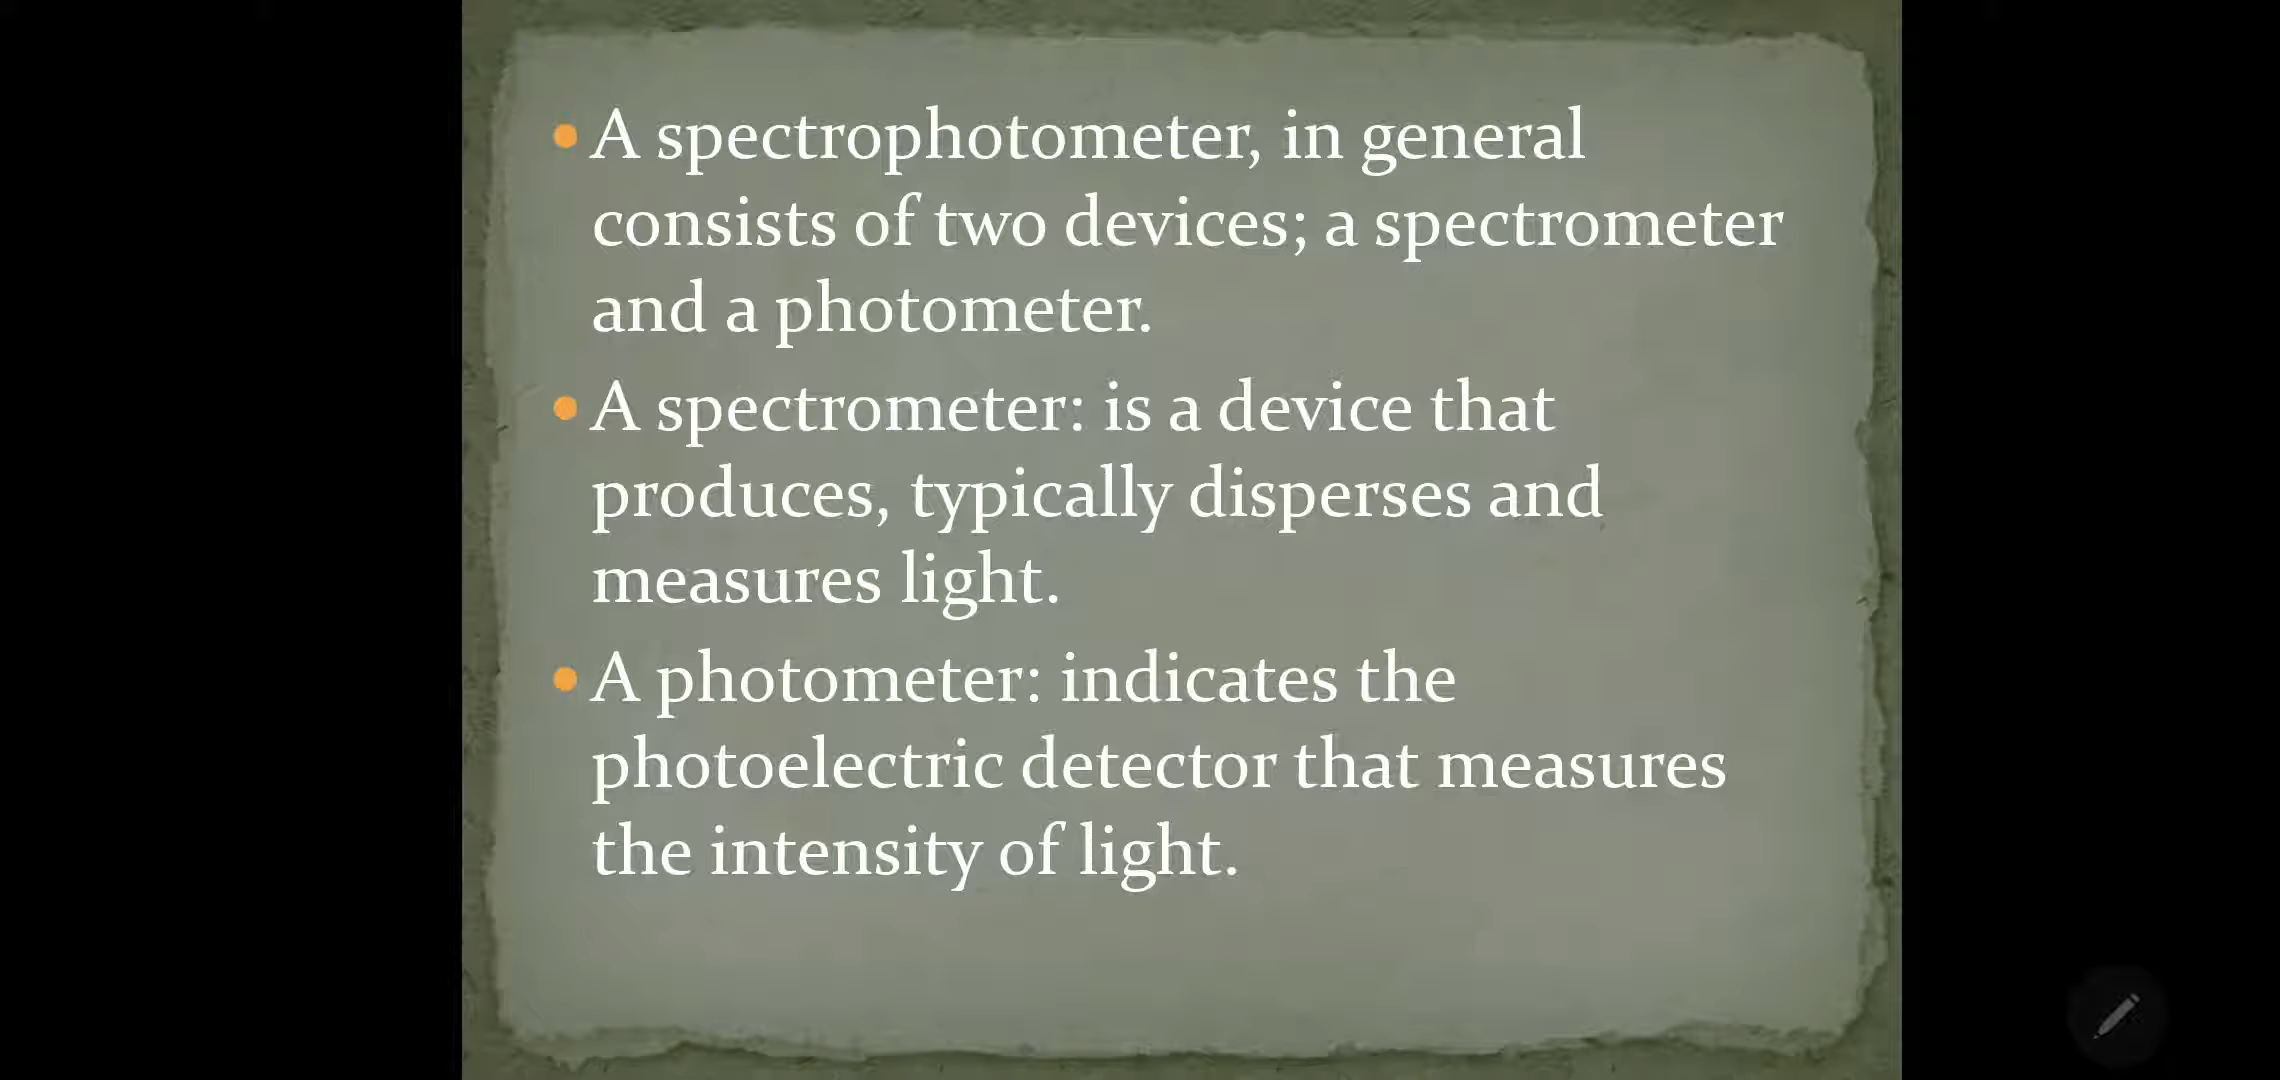 A spectrophotometer, in general
consists of two devices; a spectrometer
and a photometer.
A spectrometer: is a device that
produces, typically disperses and
measures light.
A photometer: indicates the
photoelectric detector that measures
the intensity of light.